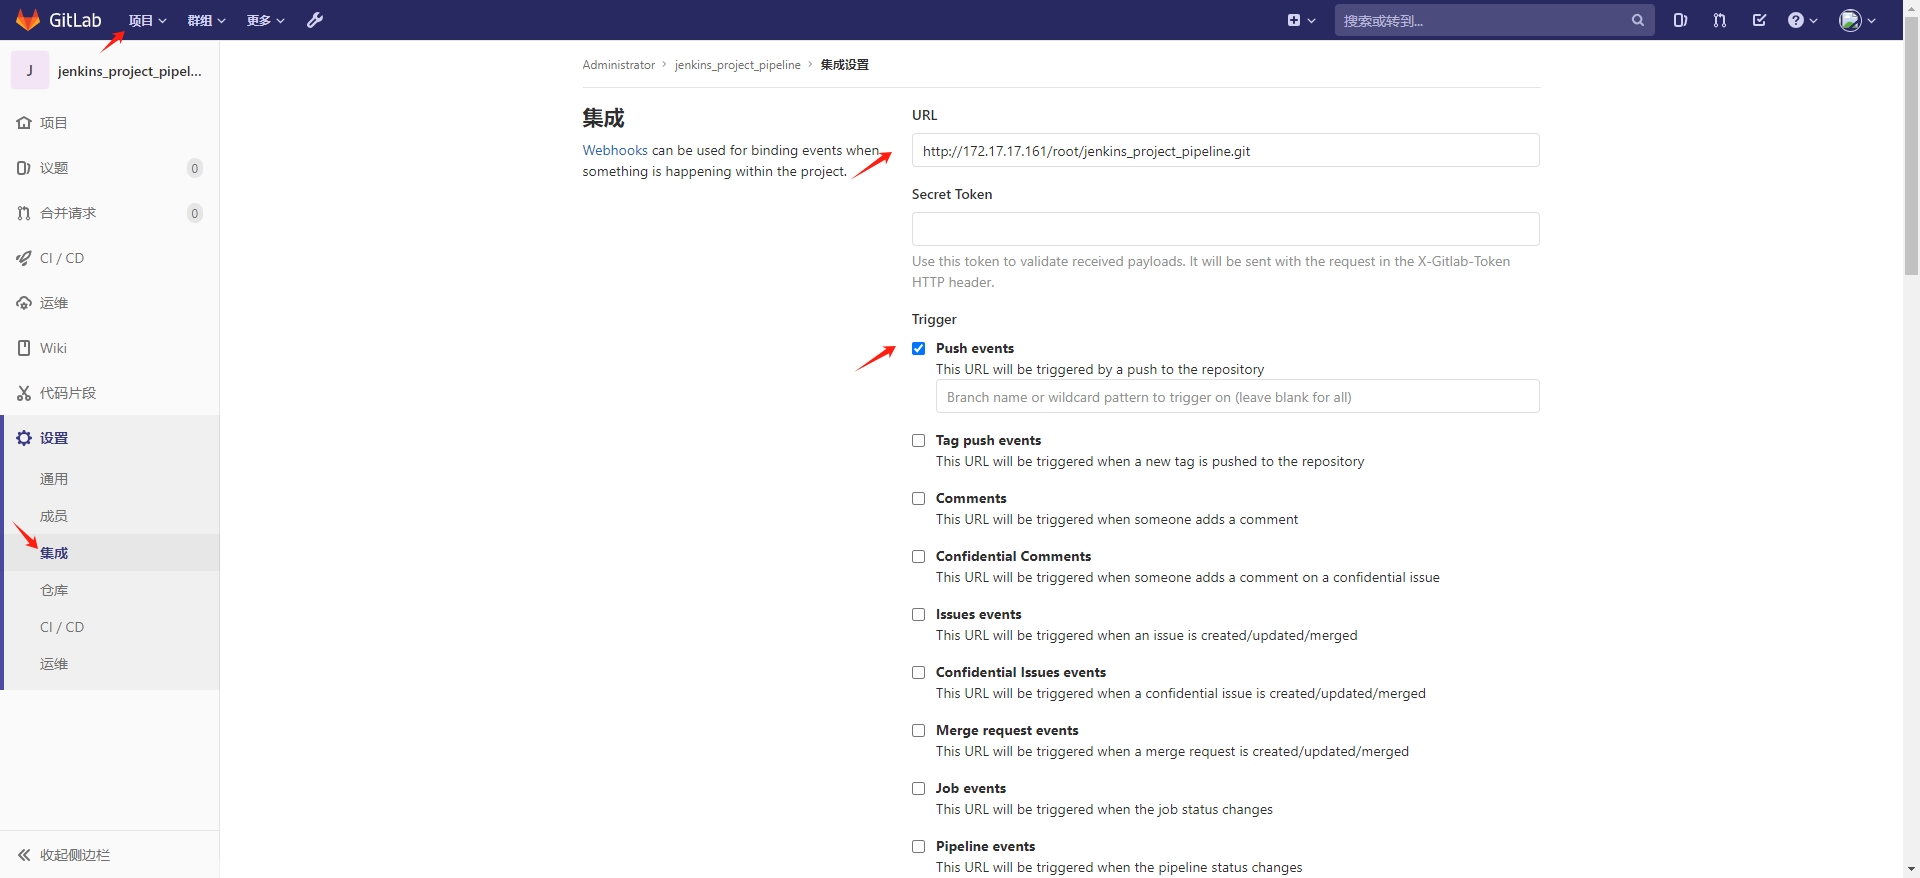 GitLab 项目 群组 更多 搜索或转到...
J jenkins_project_pipel...
项目
议题 0
合并请求 0
CI / CD
运维
Wiki
代码片段
设置
通用
成员
集成
仓库
CI / CD
运维
收起侧边栏
Administrator > jenkins_project_pipeline > 集成设置
集成
Webhooks can be used for binding events when
something is happening within the project.
URL
http://172.17.17.161/root/jenkins_project_pipeline.git
Secret Token
Use this token to validate received payloads. It will be sent with the request in the X-Gitlab-Token
HTTP header.
Trigger
Push events
This URL will be triggered by a push to the repository
Branch name or wildcard pattern to trigger on (leave blank for all)
Tag push events
This URL will be triggered when a new tag is pushed to the repository
Comments
This URL will be triggered when someone adds a comment
Confidential Comments
This URL will be triggered when someone adds a comment on a confidential issue
Issues events
This URL will be triggered when an issue is created/updated/merged
Confidential Issues events
This URL will be triggered when a confidential issue is created/updated/merged
Merge request events
This URL will be triggered when a merge request is created/updated/merged
Job events
This URL will be triggered when the job status changes
Pipeline events
This URL will be triggered when the pipeline status changes